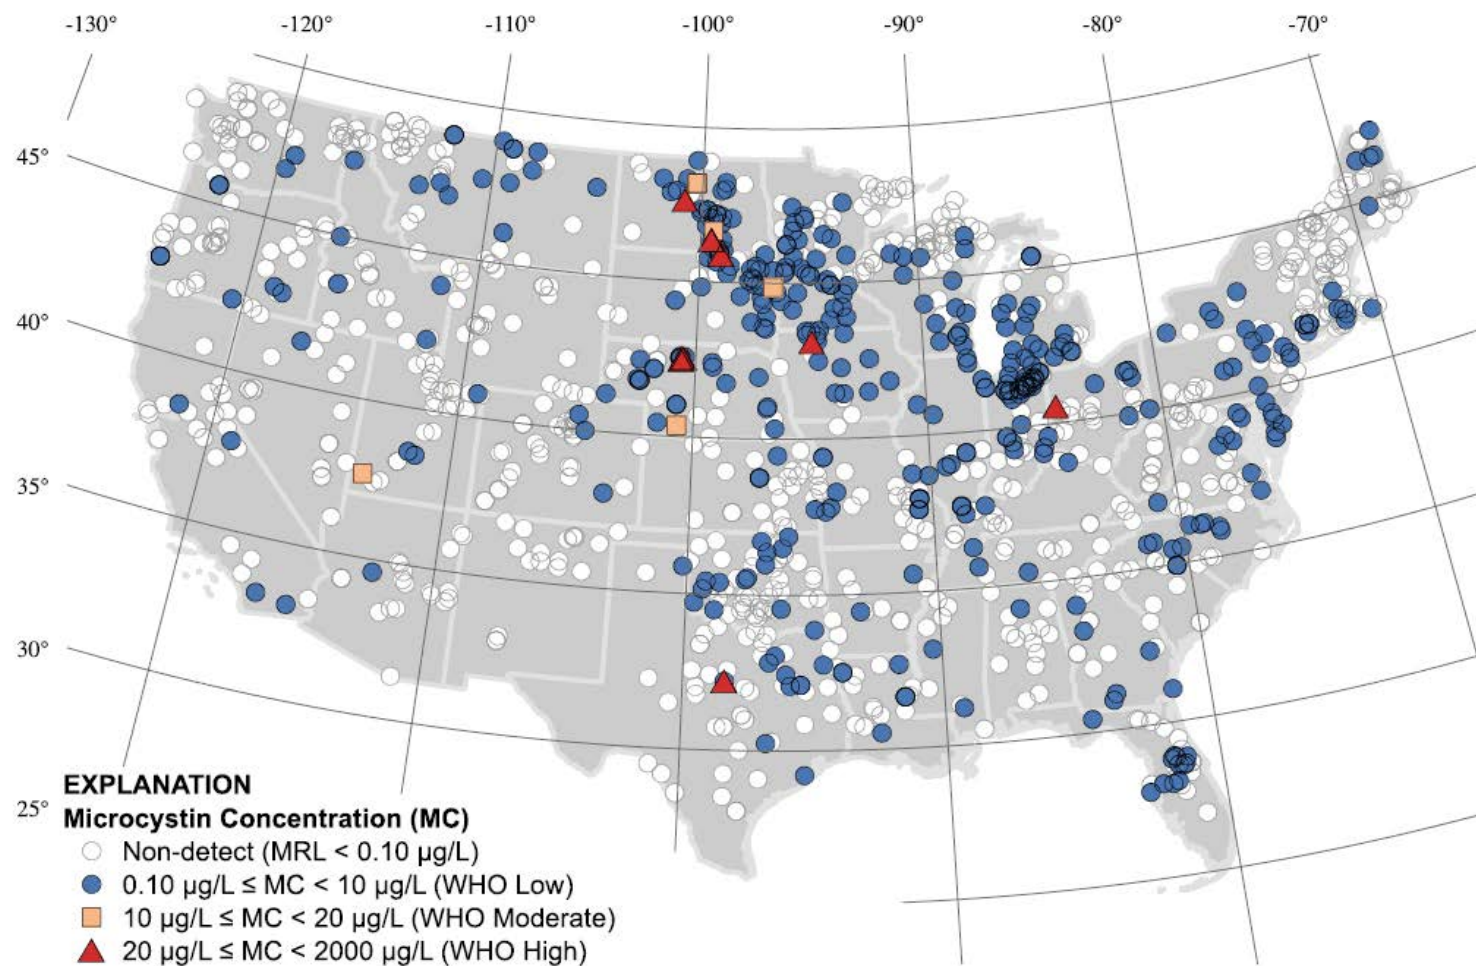 -130° -120° -110° -100° -90° -80° -70°
45°
40°
35°
30°
25°
EXPLANATION
Microcystin Concentration (MC)
Non-detect (MRL < 0.10 µg/L)
0.10 µg/L ≤ MC < 10 µg/L (WHO Low)
10 µg/L ≤ MC < 20 µg/L (WHO Moderate)
20 µg/L ≤ MC < 2000 µg/L (WHO High)